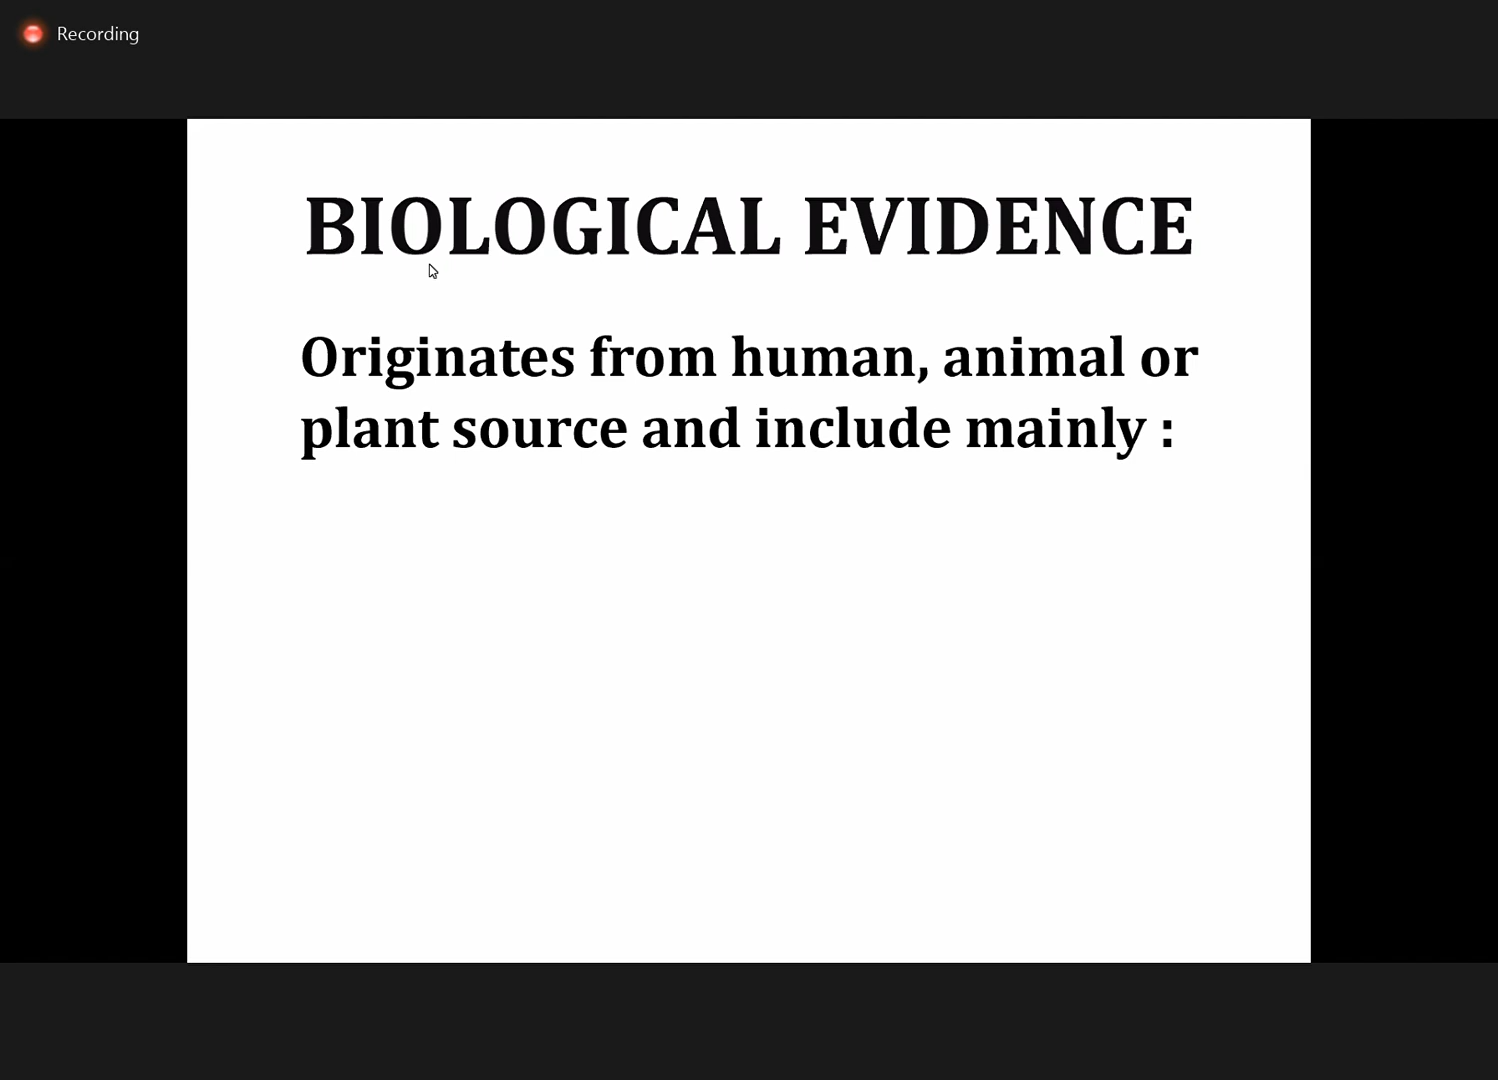 Recording
BIOLOGICAL EVIDENCE
Originates from human, animal or
plant source and include mainly :